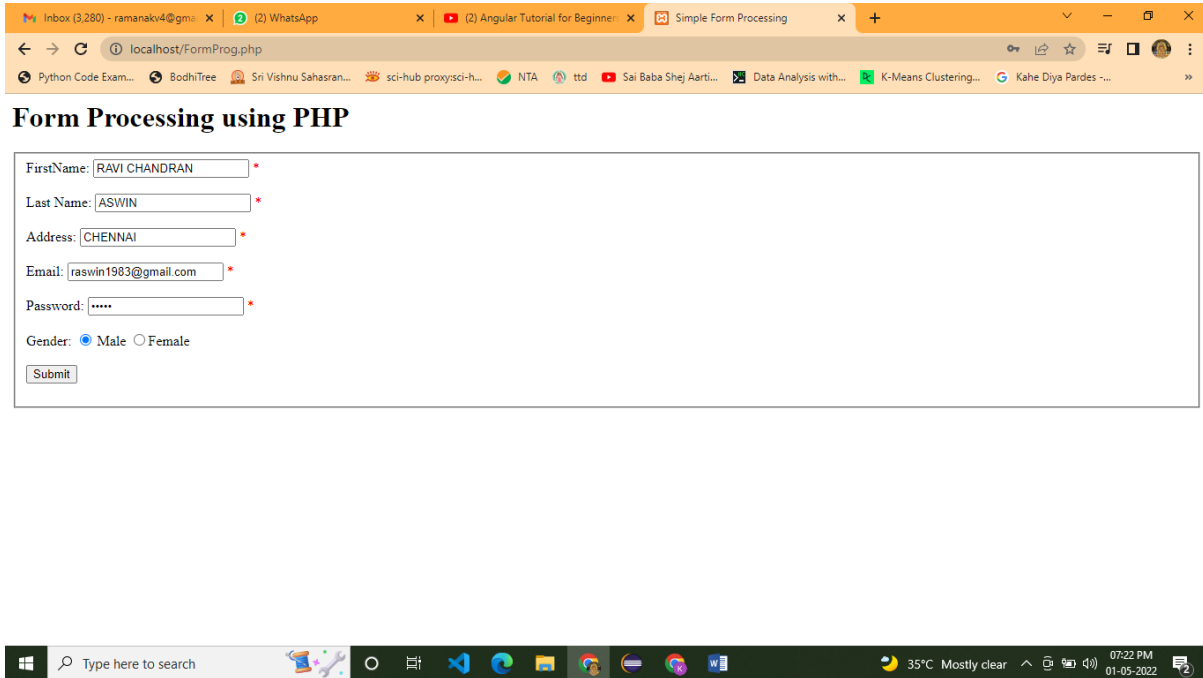 Inbox (3,280) - ramanakv4@gma
(2) WhatsApp
(2) Angular Tutorial for Beginner
Simple Form Processing
localhost/FormProg.php
Python Code Exam...
BodhiTree
Sri Vishnu Sahasran...
sci-hub proxy:sci-h...
NTA
ttd
Sai Baba Shej Aarti...
Data Analysis with...
K-Means Clustering...
Kahe Diya Pardes -...
Form Processing using PHP
FirstName: RAVI CHANDRAN *
Last Name: ASWIN *
Address: CHENNAI *
Email: raswin1983@gmail.com *
Password: ••••• *
Gender: Male Female
Submit
Type here to search
35°C Mostly clear
07:22 PM
01-05-2022
2